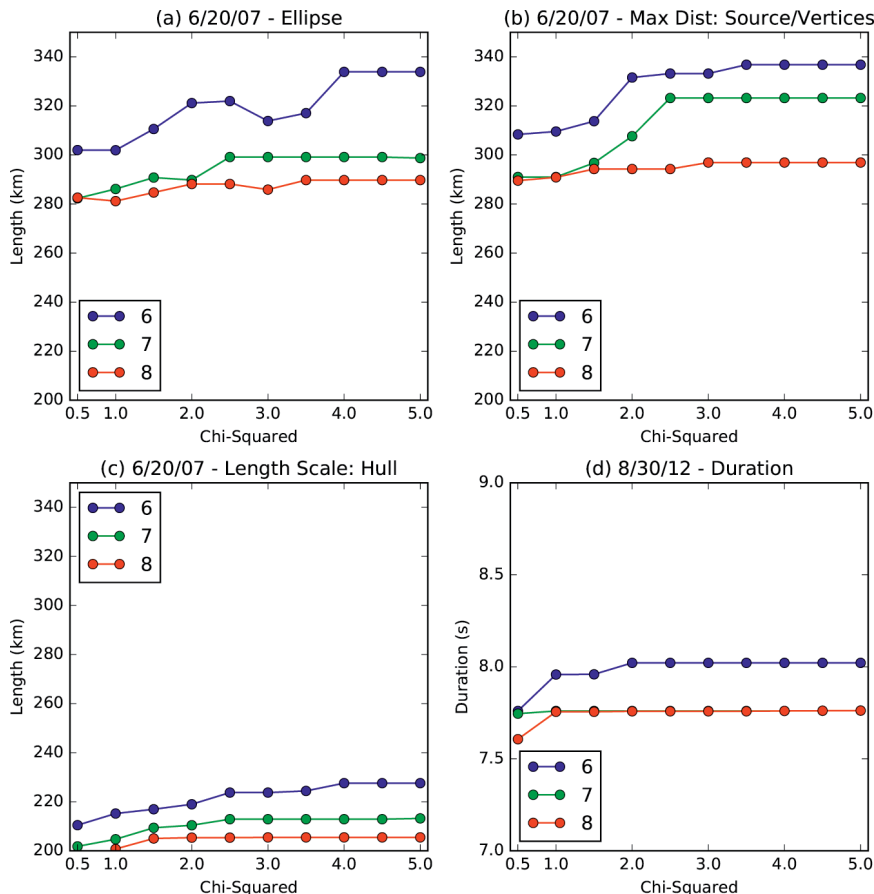 (a) 6/20/07 - Ellipse
Length (km)
340
320
300
280
260
240
220
200
6
7
8
0.5 1.0 2.0 3.0 4.0 5.0
Chi-Squared
(b) 6/20/07 - Max Dist: Source/Vertices
Length (km)
340
320
300
280
260
240
220
200
6
7
8
0.5 1.0 2.0 3.0 4.0 5.0
Chi-Squared
(c) 6/20/07 - Length Scale: Hull
Length (km)
340
320
300
280
260
240
220
200
6
7
8
0.5 1.0 2.0 3.0 4.0 5.0
Chi-Squared
(d) 8/30/12 - Duration
Duration (s)
9.0
8.5
8.0
7.5
7.0
6
7
8
0.5 1.0 2.0 3.0 4.0 5.0
Chi-Squared